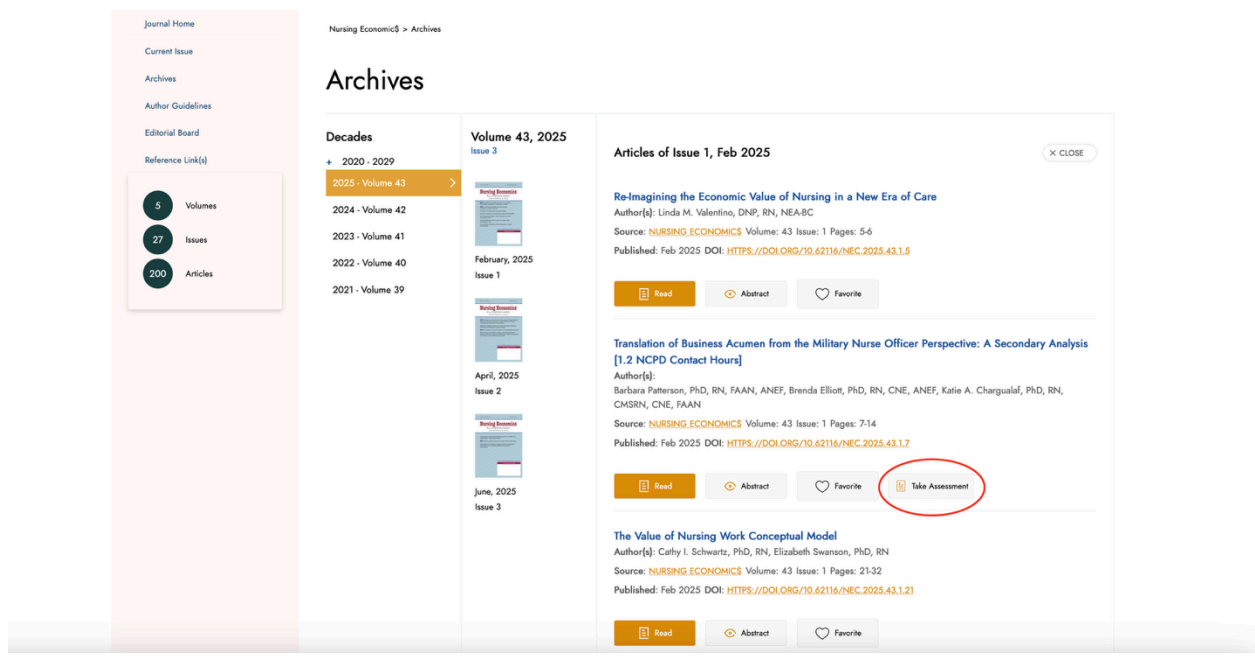 Journal Home
Current Issue
Archives
Author Guidelines
Editorial Board
Reference Link(s)
5 Volumes
27 Issues
200 Articles
Nursing Economic$ > Archives
Archives
Decades
+ 2020 - 2029
2025 - Volume 43
2024 - Volume 42
2023 - Volume 41
2022 - Volume 40
2021 - Volume 39
Volume 43, 2025
Issue 3
Nursing Economics
February, 2025
Issue 1
Nursing Economics
April, 2025
Issue 2
Nursing Economics
June, 2025
Issue 3
Articles of Issue 1, Feb 2025
× CLOSE
Re-Imagining the Economic Value of Nursing in a New Era of Care
Author(s): Linda M. Valentino, DNP, RN, NEA-BC
Source: NURSING ECONOMIC$ Volume: 43 Issue: 1 Pages: 5-6
Published: Feb 2025 DOI: HTTPS://DOI.ORG/10.62116/NEC.2025.43.1.5
Read Abstract Favorite
Translation of Business Acumen from the Military Nurse Officer Perspective: A Secondary Analysis
[1.2 NCPD Contact Hours]
Author(s):
Barbara Patterson, PhD, RN, FAAN, ANEF, Brenda Elliott, PhD, RN, CNE, ANEF, Katie A. Chargualaf, PhD, RN,
CMSRN, CNE, FAAN
Source: NURSING ECONOMIC$ Volume: 43 Issue: 1 Pages: 7-14
Published: Feb 2025 DOI: HTTPS://DOI.ORG/10.62116/NEC.2025.43.1.7
Read Abstract Favorite Take Assessment
The Value of Nursing Work Conceptual Model
Author(s): Cathy I. Schwartz, PhD, RN, Elizabeth Swanson, PhD, RN
Source: NURSING ECONOMIC$ Volume: 43 Issue: 1 Pages: 21-32
Published: Feb 2025 DOI: HTTPS://DOI.ORG/10.62116/NEC.2025.43.1.21
Read Abstract Favorite